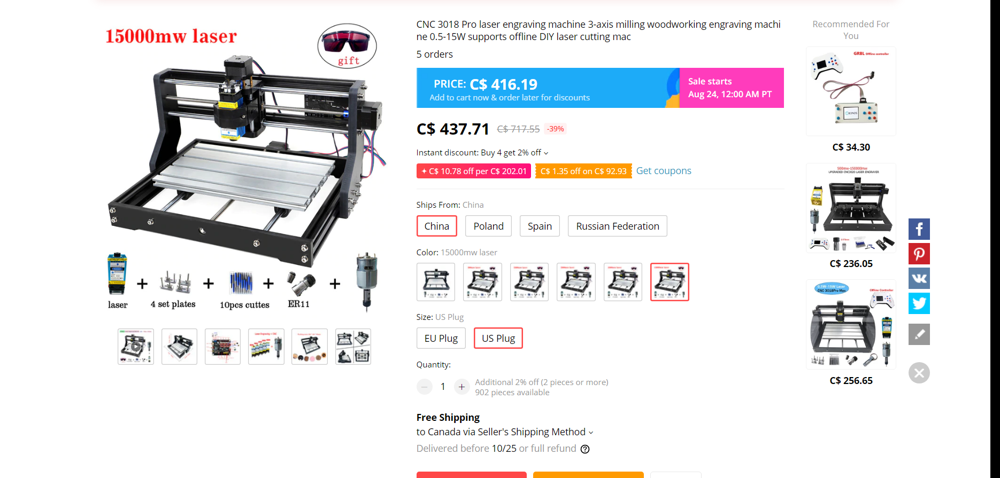 15000mw laser
gift
laser
+
4 set plates
+
10pcs cuttes
+
ER11
+
CNC 3018 Pro laser engraving machine 3-axis milling woodworking engraving machi
ne 0.5-15W supports offline DIY laser cutting mac
5 orders
PRICE: C$ 416.19
Add to cart now & order later for discounts
Sale starts
Aug 24, 12:00 AM PT
C$ 437.71 C$ 717.55 -39%
Instant discount: Buy 4 get 2% off
C$ 10.78 off per C$ 202.01
C$ 1.35 off on C$ 92.93
Get coupons
Ships From: China
China
Poland
Spain
Russian Federation
Color: 15000mw laser
Size: US Plug
EU Plug
US Plug
Quantity:
1
Additional 2% off (2 pieces or more)
902 pieces available
Free Shipping
to Canada via Seller's Shipping Method
Delivered before 10/25 or full refund
Recommended For
You
GRBL Offline controller
C$ 34.30
500mw-150000mw
UPGRADED CNC3020 LASER ENGRAVER
C$ 236.05
0.5W-15W Laser
CNC 3018Pro Max
Offline Controller
C$ 256.65